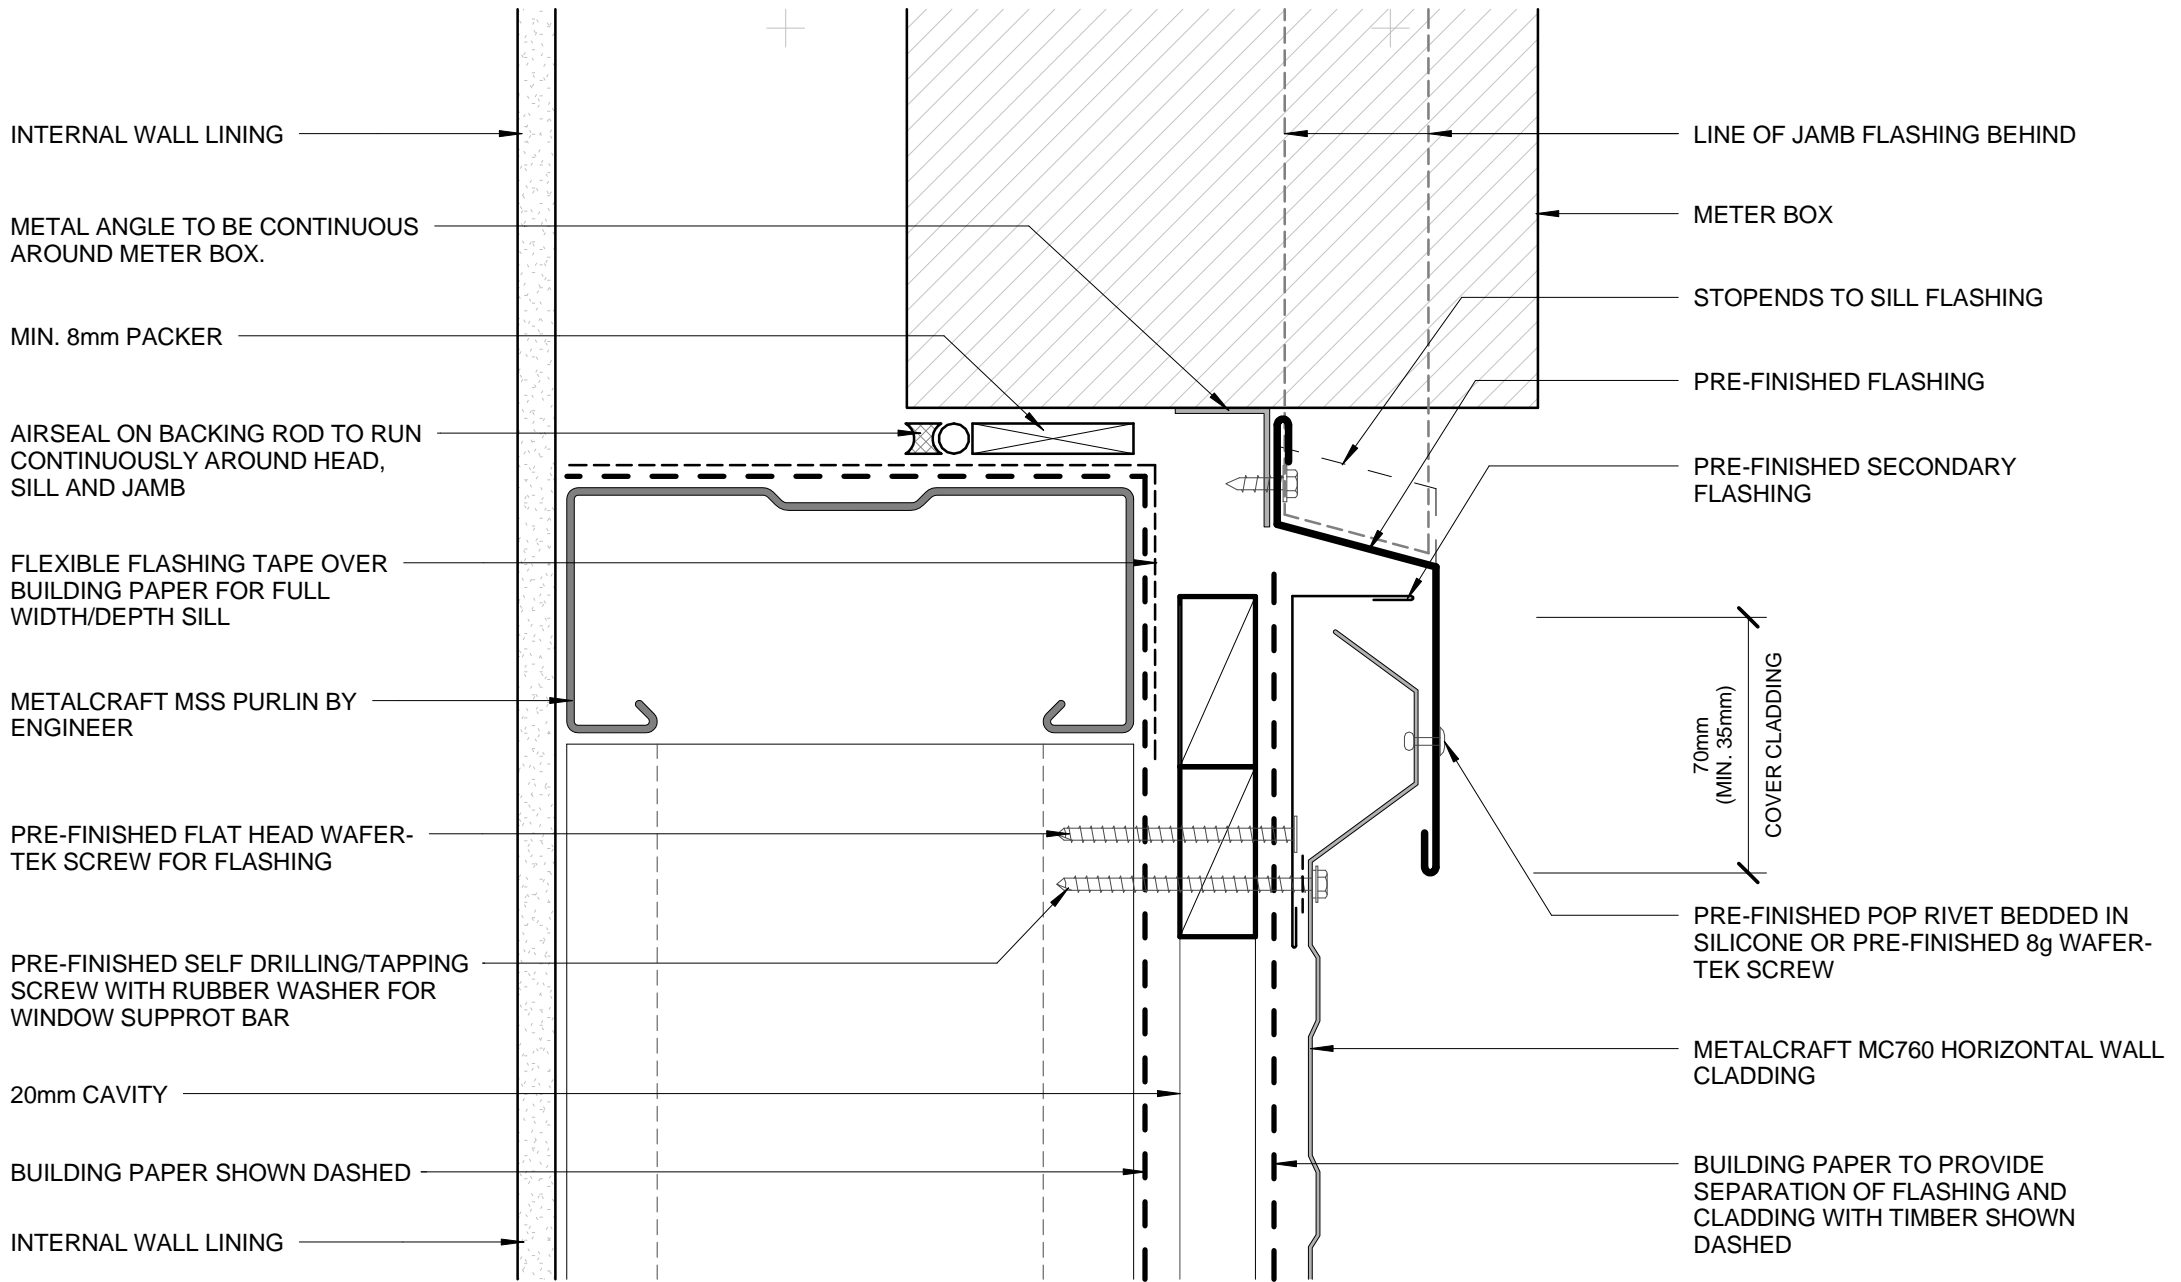 INTERNAL WALL LINING
METAL ANGLE TO BE CONTINUOUS
AROUND METER BOX.
MIN. 8mm PACKER
AIRSEAL ON BACKING ROD TO RUN
CONTINUOUSLY AROUND HEAD,
SILL AND JAMB
FLEXIBLE FLASHING TAPE OVER
BUILDING PAPER FOR FULL
WIDTH/DEPTH SILL
METALCRAFT MSS PURLIN BY
ENGINEER
PRE-FINISHED FLAT HEAD WAFER-
TEK SCREW FOR FLASHING
PRE-FINISHED SELF DRILLING/TAPPING
SCREW WITH RUBBER WASHER FOR
WINDOW SUPPROT BAR
20mm CAVITY
BUILDING PAPER SHOWN DASHED
INTERNAL WALL LINING
LINE OF JAMB FLASHING BEHIND
METER BOX
STOPENDS TO SILL FLASHING
PRE-FINISHED FLASHING
PRE-FINISHED SECONDARY
FLASHING
70mm
(MIN. 35mm)
COVER CLADDING
PRE-FINISHED POP RIVET BEDDED IN
SILICONE OR PRE-FINISHED 8g WAFER-
TEK SCREW
METALCRAFT MC760 HORIZONTAL WALL
CLADDING
BUILDING PAPER TO PROVIDE
SEPARATION OF FLASHING AND
CLADDING WITH TIMBER SHOWN
DASHED